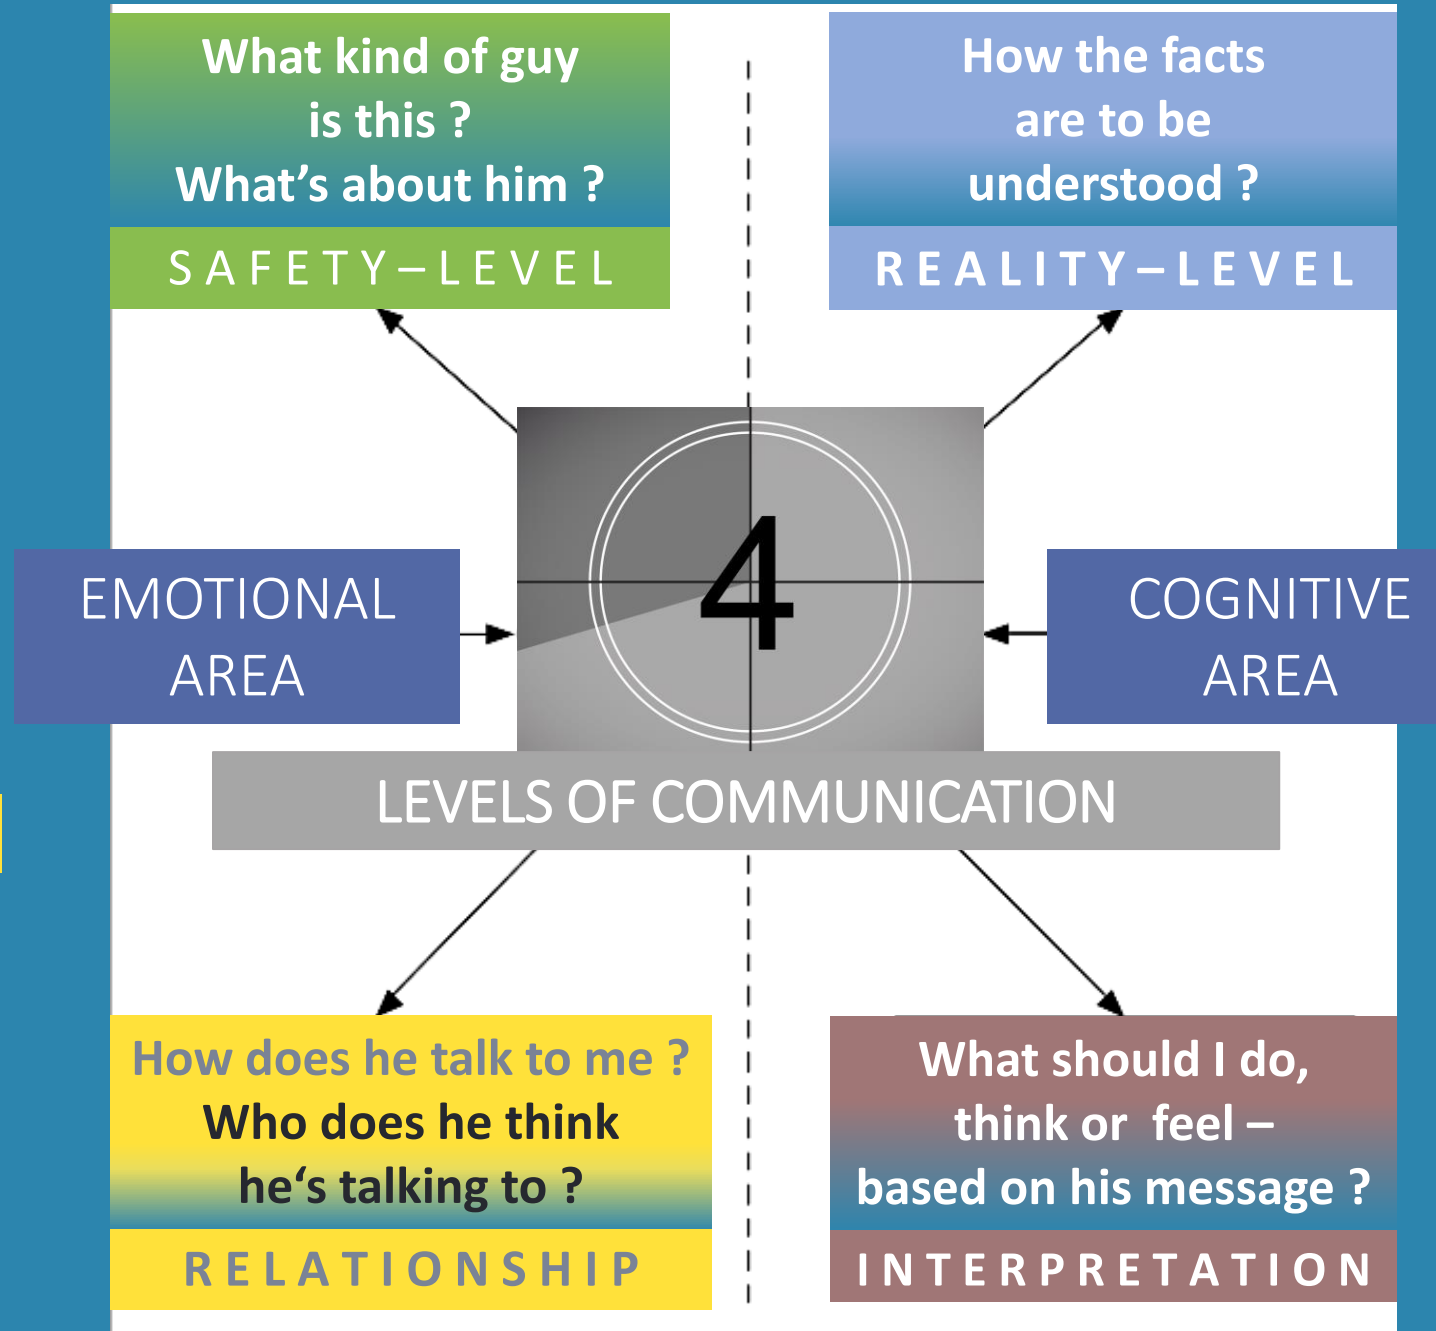 What kind of guy
is this ?
What’s about him ?
SAFETY–LEVEL
How the facts
are to be
understood ?
REALITY–LEVEL
4
EMOTIONAL
AREA
COGNITIVE
AREA
LEVELS OF COMMUNICATION
How does he talk to me ?
Who does he think
he‘s talking to ?
RELATIONSHIP
What should I do,
think or feel –
based on his message ?
INTERPRETATION